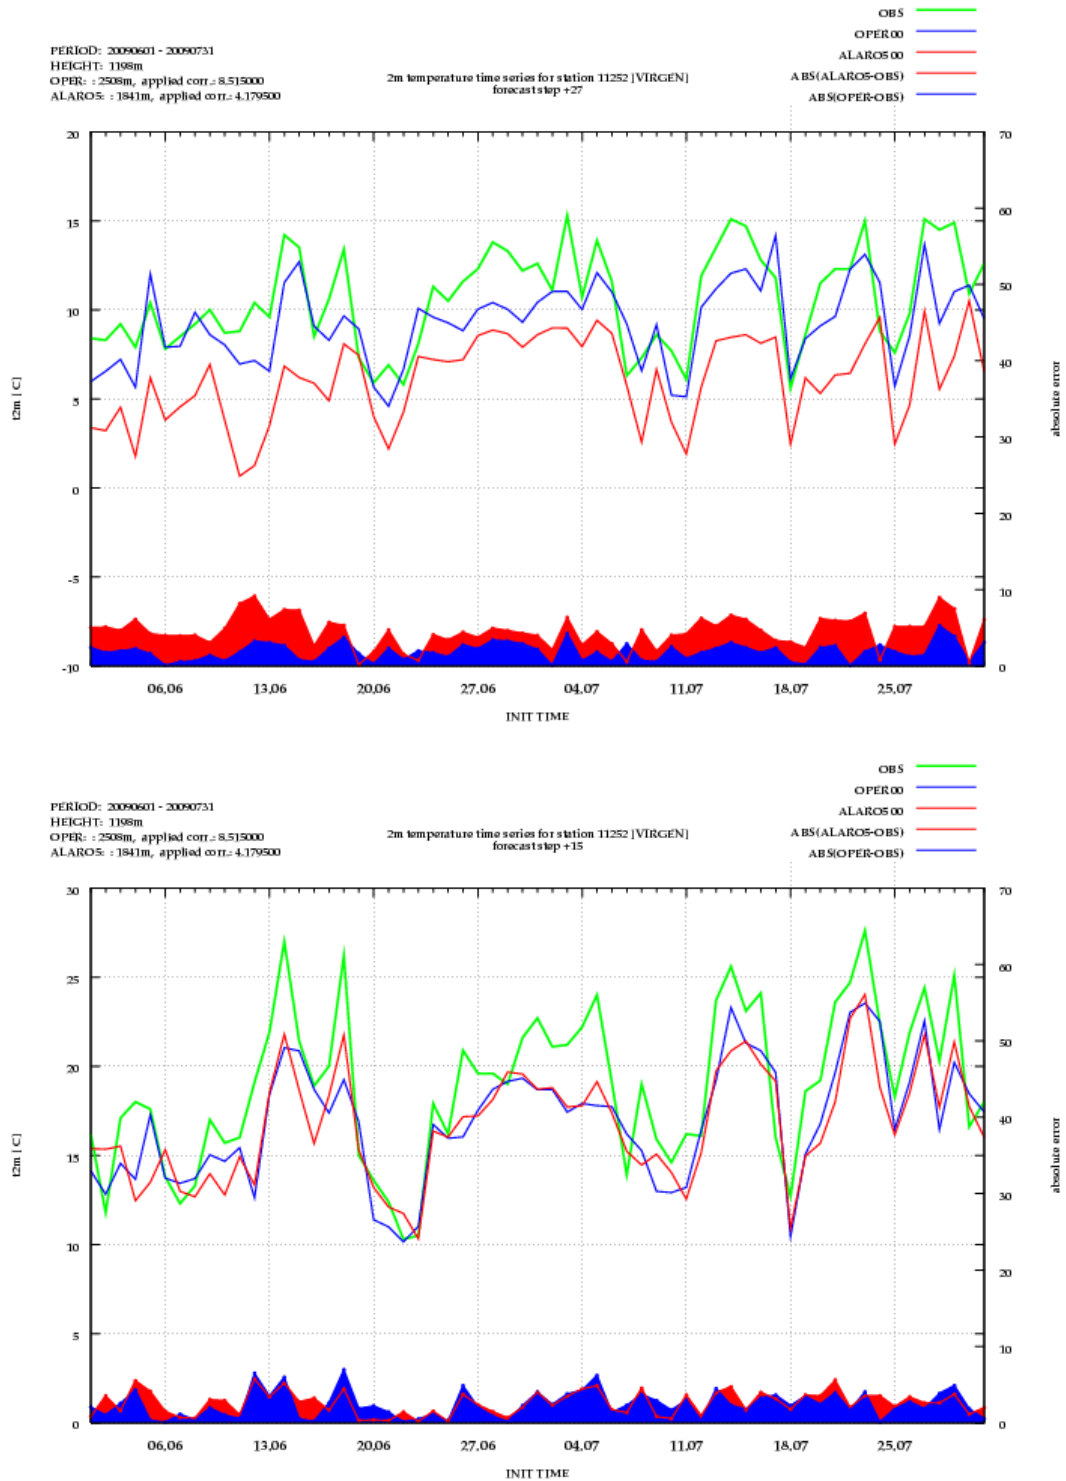 OBS
OPER00
ALARO5 00
ABS(ALARO5-OBS)
ABS(OPER-OBS)
PERIOD: 20090601 - 20090731
HEIGHT: 1198m
OPER: : 2508m, applied corr.: 8.515000
ALARO5: : 1841m, applied corr.: 4.179500
2m temperature time series for station 11252 [VIRGEN]
forecast step +27
20
15
10
5
0
-5
-10
t2m [ C]
70
60
50
40
30
20
10
0
absolute error
06.06 13.06 20.06 27.06 04.07 11.07 18.07 25.07
INIT TIME
OBS
OPER00
ALARO5 00
ABS(ALARO5-OBS)
ABS(OPER-OBS)
PERIOD: 20090601 - 20090731
HEIGHT: 1198m
OPER: : 2508m, applied corr.: 8.515000
ALARO5: : 1841m, applied corr.: 4.179500
2m temperature time series for station 11252 [VIRGEN]
forecast step +15
30
25
20
15
10
5
0
t2m [ C]
70
60
50
40
30
20
10
0
absolute error
06.06 13.06 20.06 27.06 04.07 11.07 18.07 25.07
INIT TIME